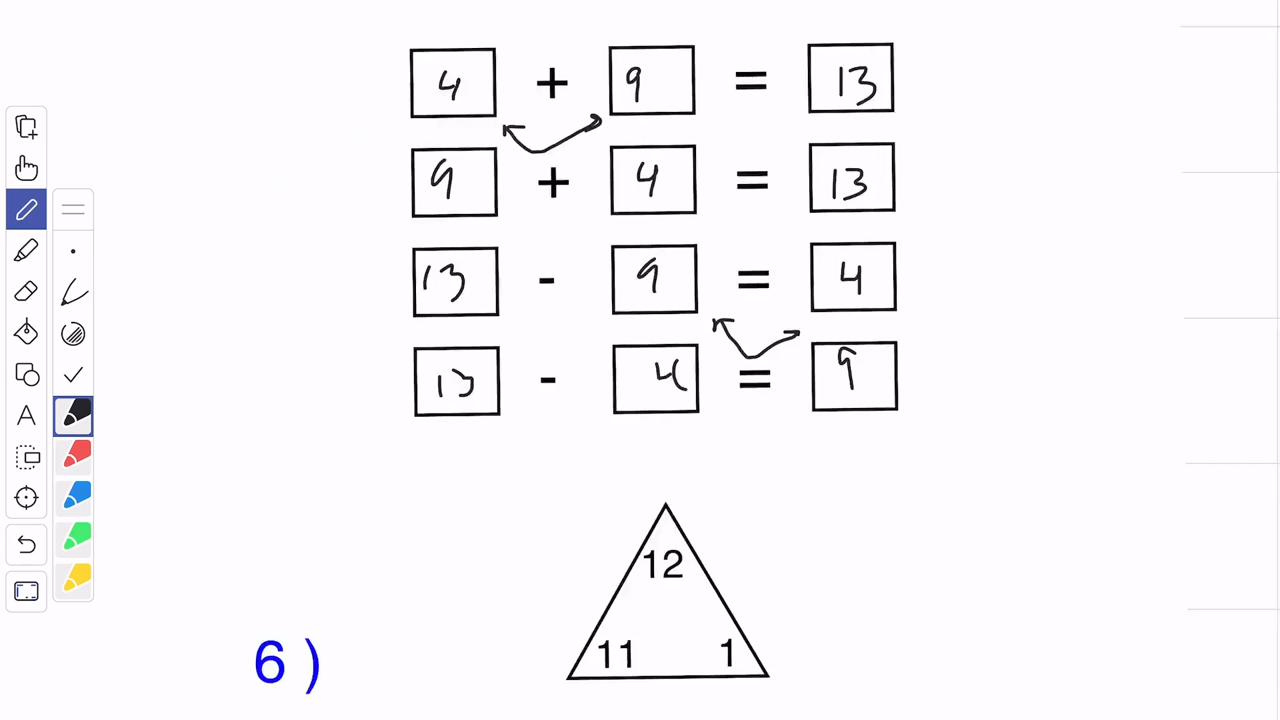 4 + 9 = 13
9 + 4 = 13
13 - 9 = 4
13 - 4 = 9
12
11 1
6 )
A